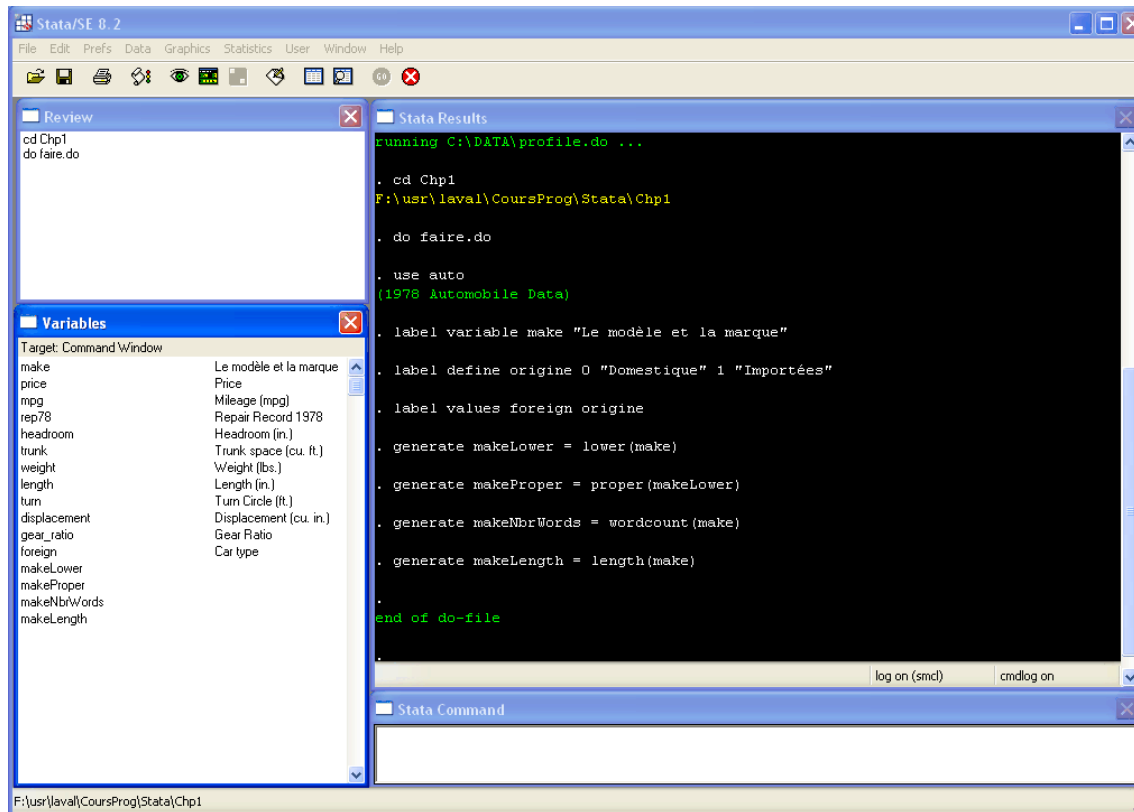 Stata/SE 8.2
File Edit Prefs Data Graphics Statistics User Window Help
GO
Review
cd Chp1
do faire.do
Variables
Target: Command Window
make Le modèle et la marque
price Price
mpg Mileage (mpg)
rep78 Repair Record 1978
headroom Headroom (in.)
trunk Trunk space (cu. ft.)
weight Weight (lbs.)
length Length (in.)
turn Turn Circle (ft.)
displacement Displacement (cu. in.)
gear_ratio Gear Ratio
foreign Car type
makeLower
makeProper
makeNbrWords
makeLength
Stata Results
running C:\DATA\profile.do ...
. cd Chp1
F:\usr\laval\CoursProg\Stata\Chp1
. do faire.do
. use auto
(1978 Automobile Data)
. label variable make "Le modèle et la marque"
. label define origine 0 "Domestique" 1 "Importées"
. label values foreign origine
. generate makeLower = lower(make)
. generate makeProper = proper(makeLower)
. generate makeNbrWords = wordcount(make)
. generate makeLength = length(make)
.
end of do-file
.
log on (smcl) cmdlog on
Stata Command
F:\usr\laval\CoursProg\Stata\Chp1